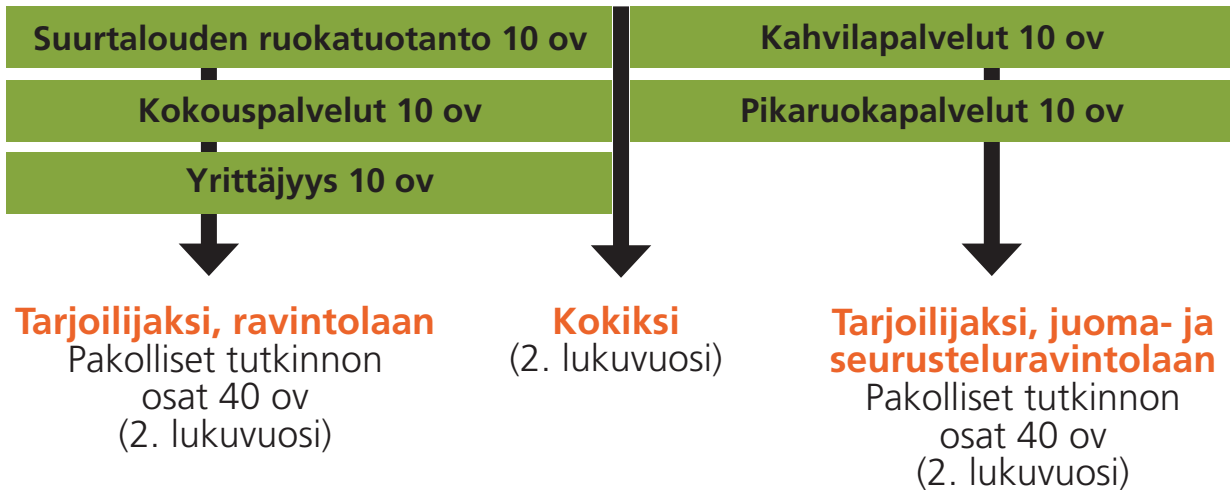 Suurtalouden ruokatuotanto 10 ov
Kahvilapalvelut 10 ov
Kokouspalvelut 10 ov
Pikaruokapalvelut 10 ov
Yrittäjyys 10 ov
Tarjoilijaksi, ravintolaan
Pakolliset tutkinnon
osat 40 ov
(2. lukuvuosi)
Kokiksi
(2. lukuvuosi)
Tarjoilijaksi, juoma- ja
seurusteluravintolaan
Pakolliset tutkinnon
osat 40 ov
(2. lukuvuosi)